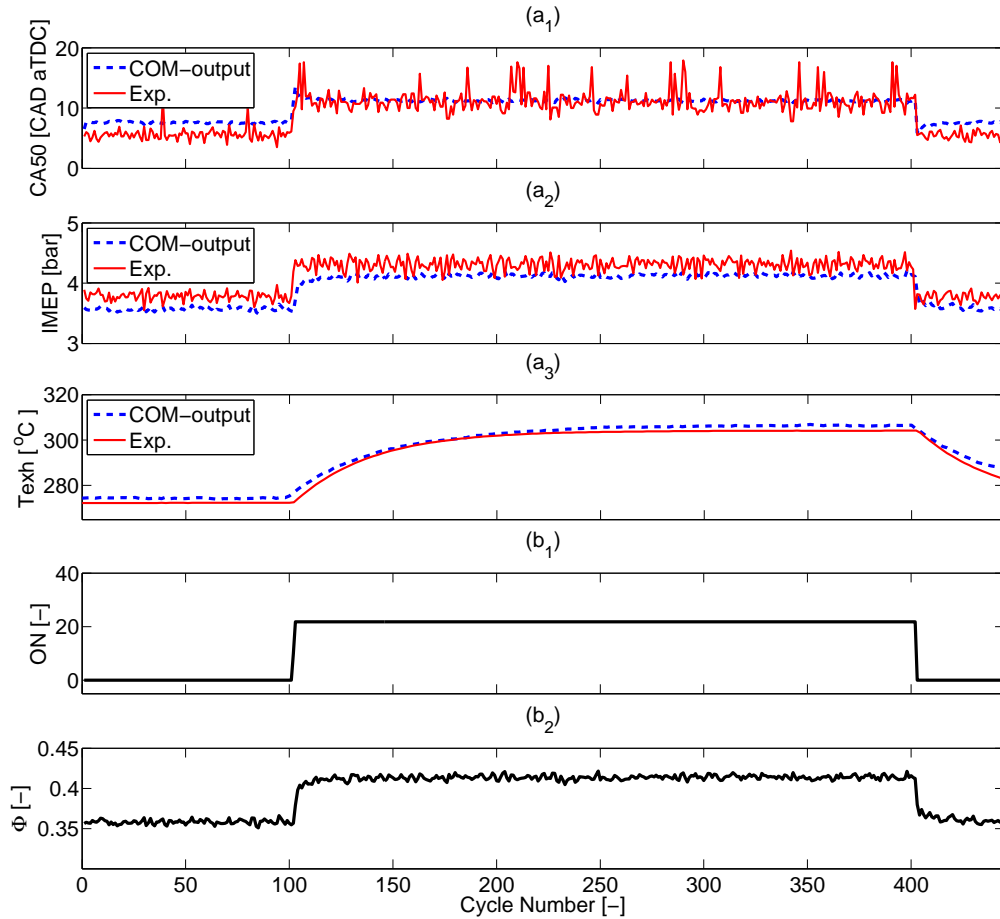 (a1)
CA50 [CAD aTDC]
20
10
0
COM-output
Exp.
(a2)
IMEP [bar]
5
4
3
COM-output
Exp.
(a3)
Texh [oC ]
320
300
280
COM-output
Exp.
(b1)
ON [-]
40
20
0
(b2)
Φ [-]
0.45
0.4
0.35
0 50 100 150 200 250 300 350 400
Cycle Number [-]